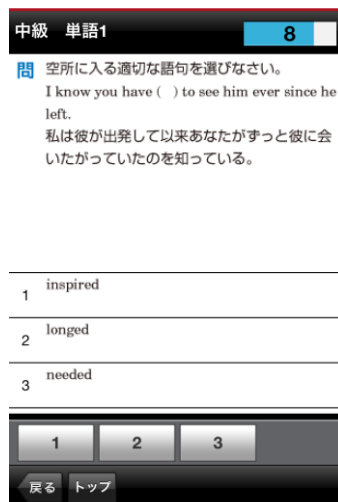 中級　単語1
8
問 空所に入る適切な語句を選びなさい。
I know you have (　) to see him ever since he
left.
私は彼が出発して以来あなたがずっと彼に会
いたがっていたのを知っている。
1 inspired
2 longed
3 needed
1 2 3
戻る トップ